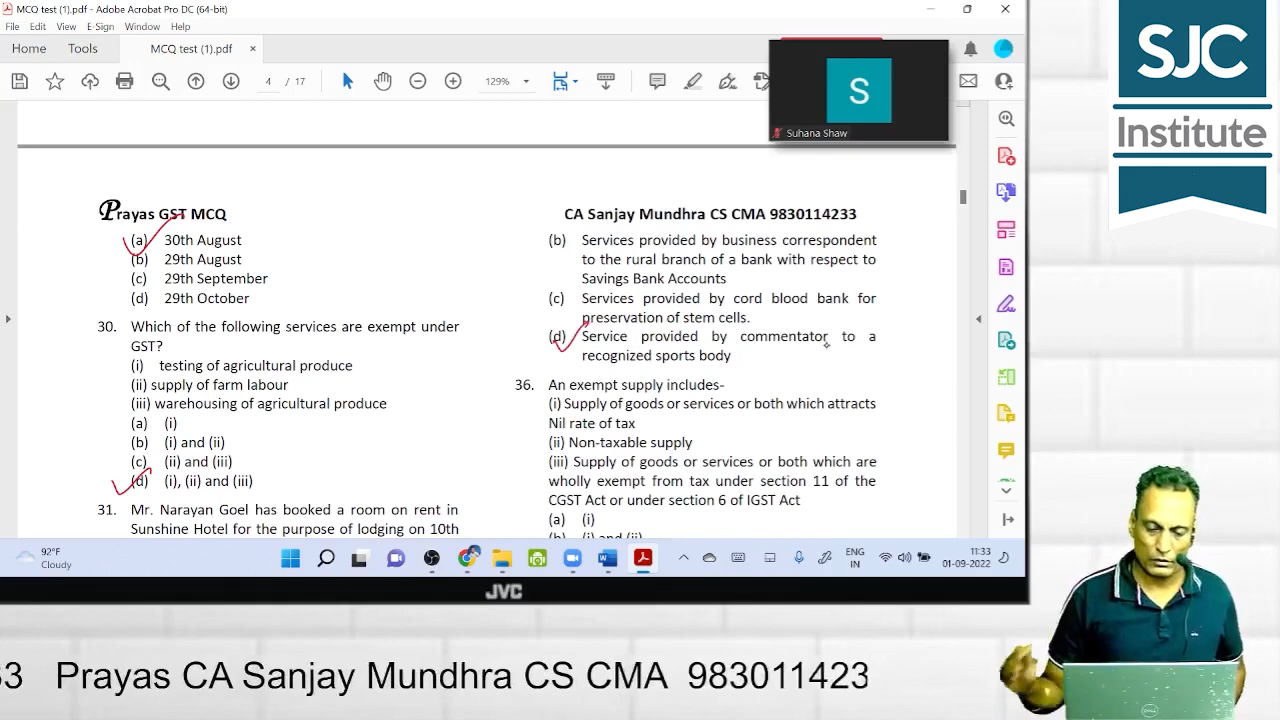 MCQ test (1).pdf - Adobe Acrobat Pro DC (64-bit)
File Edit View E-Sign Window Help
Home Tools MCQ test (1).pdf ×
4 / 17 129%
S
Suhana Shaw
SJC
Institute
Prayas GST MCQ
(a) 30th August
(b) 29th August
(c) 29th September
(d) 29th October
30. Which of the following services are exempt under
GST?
(i) testing of agricultural produce
(ii) supply of farm labour
(iii) warehousing of agricultural produce
(a) (i)
(b) (i) and (ii)
(c) (ii) and (iii)
(d) (i), (ii) and (iii)
31. Mr. Narayan Goel has booked a room on rent in
Sunshine Hotel for the purpose of lodging on 10th
CA Sanjay Mundhra CS CMA 9830114233
(b) Services provided by business correspondent
to the rural branch of a bank with respect to
Savings Bank Accounts
(c) Services provided by cord blood bank for
preservation of stem cells.
(d) Service provided by commentator to a
recognized sports body
36. An exempt supply includes-
(i) Supply of goods or services or both which attracts
Nil rate of tax
(ii) Non-taxable supply
(iii) Supply of goods or services or both which are
wholly exempt from tax under section 11 of the
CGST Act or under section 6 of IGST Act
(a) (i)
(b) (i) and (ii)
92°F
Cloudy
ENG
IN
11:33
01-09-2022
JVC
33 Prayas CA Sanjay Mundhra CS CMA 983011423
DELL